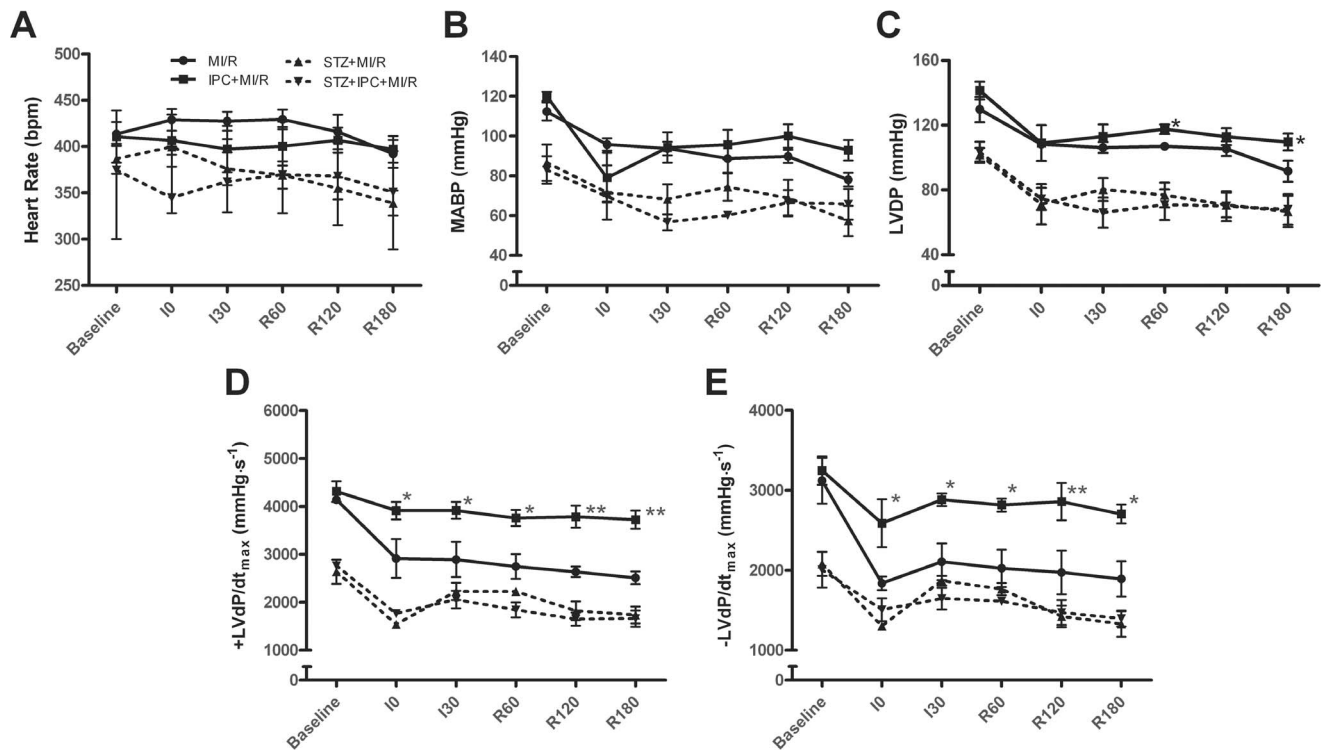 A
Heart Rate (bpm)
500
450
400
350
300
250
MI/R
IPC+MI/R
STZ+MI/R
STZ+IPC+MI/R
Baseline
I0
I30
R60
R120
R180
B
MABP (mmHg)
140
120
100
80
60
40
0
Baseline
I0
I30
R60
R120
R180
C
LVDP (mmHg)
160
120
80
40
0
*
*
Baseline
I0
I30
R60
R120
R180
D
+LVdP/dtmax (mmHg·s-1)
6000
5000
4000
3000
2000
1000
0
* * * ** **
Baseline
I0
I30
R60
R120
R180
E
-LVdP/dtmax (mmHg·s-1)
4000
3000
2000
1000
0
* * * ** *
Baseline
I0
I30
R60
R120
R180